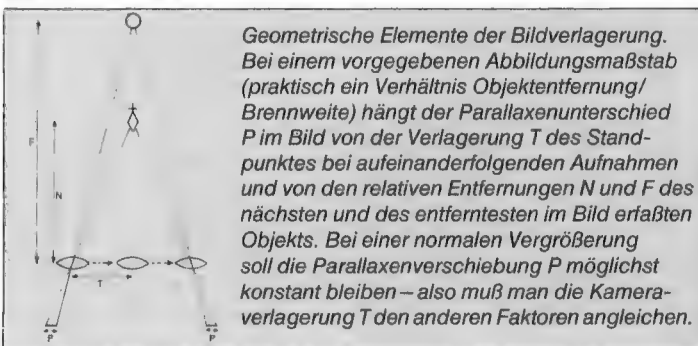 Geometrische Elemente der Bildverlagerung.
Bei einem vorgegebenen Abbildungsmaßstab
(praktisch ein Verhältnis Objektentfernung/
Brennweite) hängt der Parallaxenunterschied
P im Bild von der Verlagerung T des Stand-
punktes bei aufeinanderfolgenden Aufnahmen
und von den relativen Entfernungen N und F des
nächsten und des entferntesten im Bild erfaßten
Objekts. Bei einer normalen Vergrößerung
soll die Parallaxenverschiebung P möglichst
konstant bleiben – also muß man die Kamera-
verlagerung T den anderen Faktoren angleichen.
F
N
T
P
P